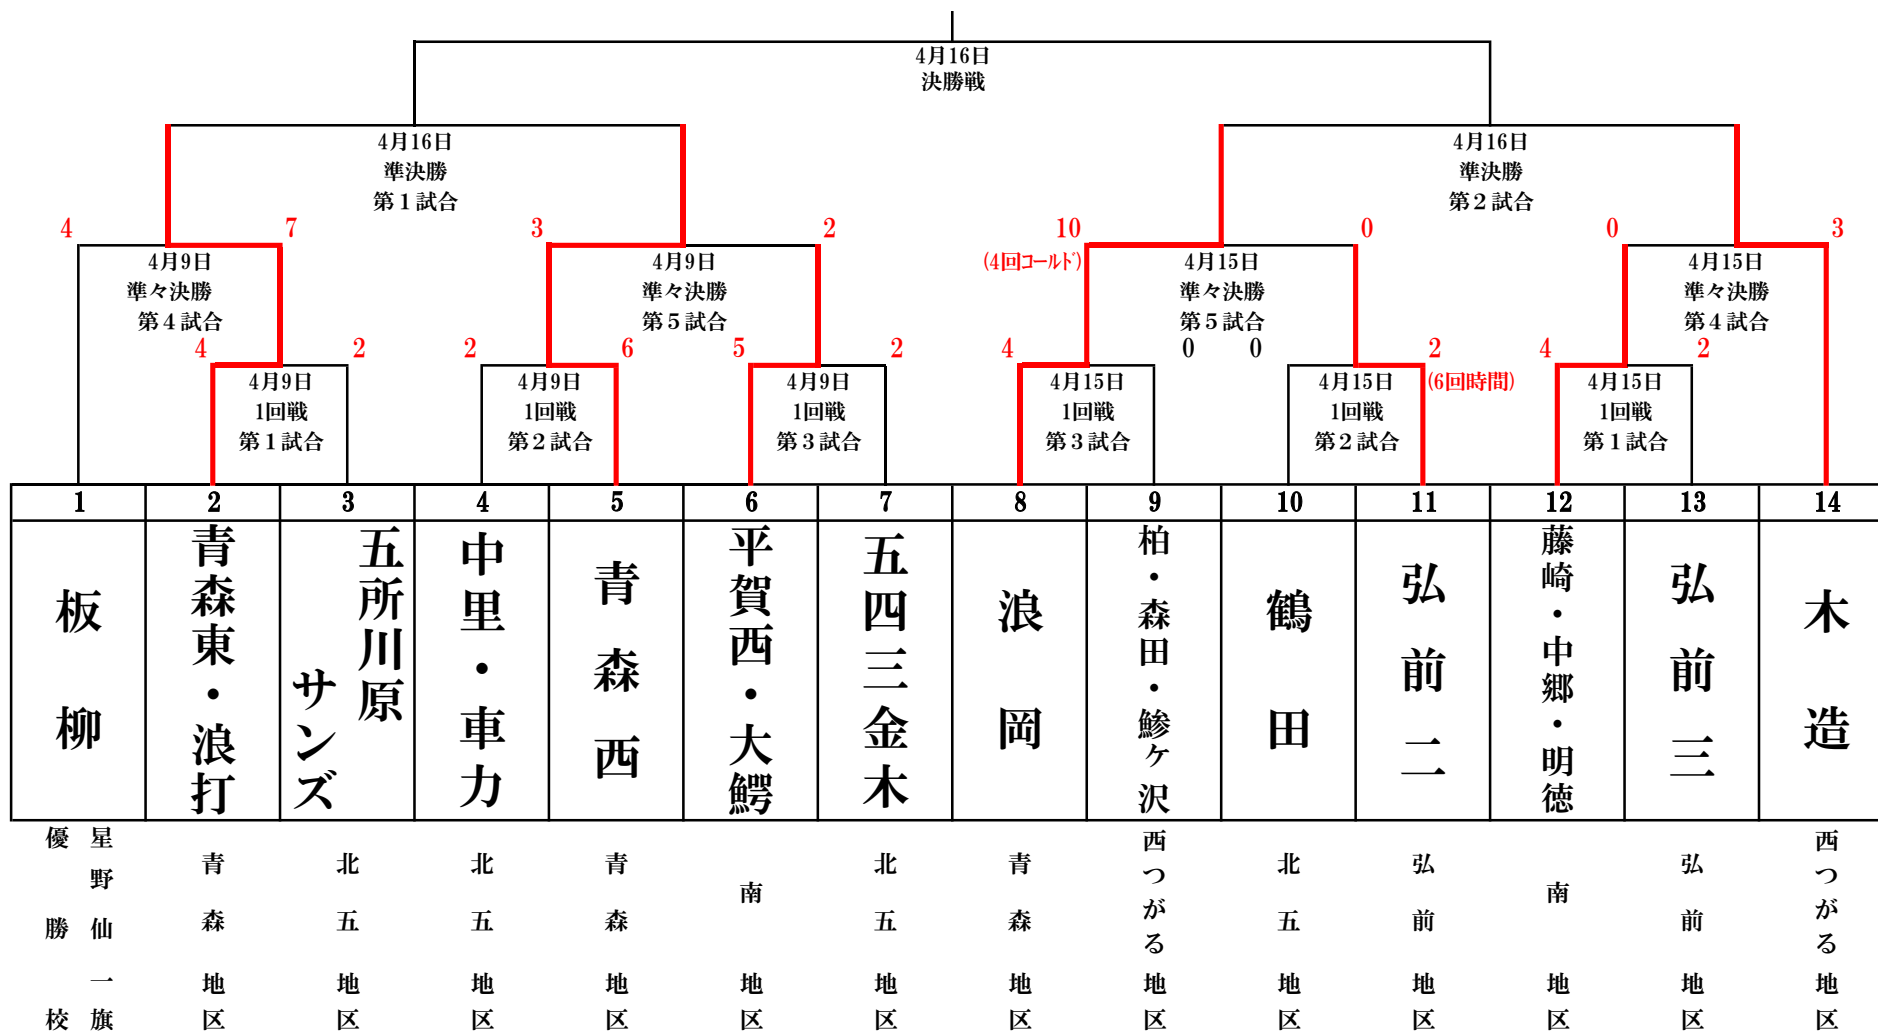 4月16日
決勝戦
4月16日
準決勝
第1試合
4月16日
準決勝
第2試合
4
7
3
2
10
0
0
3
(4回コールド)
4月9日
準々決勝
第4試合
4月9日
準々決勝
第5試合
4月15日
準々決勝
第5試合
4月15日
準々決勝
第4試合
4
2
2
6
5
2
4
0
0
2
4
2
(6回時間)
4月9日
1回戦
第1試合
4月9日
1回戦
第2試合
4月9日
1回戦
第3試合
4月15日
1回戦
第3試合
4月15日
1回戦
第2試合
4月15日
1回戦
第1試合
1
2
3
4
5
6
7
8
9
10
11
12
13
14
板柳
青森東・浪打
五所川原
サンズ
中里・車力
青森西
平賀西・大鰐
五四三金木
浪岡
柏・森田・鰺ケ沢
鶴田
弘前二
藤崎・中郷・明徳
弘前三
木造
星野仙一旗
優勝校
青森地区
北五地区
北五地区
青森地区
南地区
北五地区
青森地区
西つがる地区
北五地区
弘前地区
南地区
弘前地区
西つがる地区